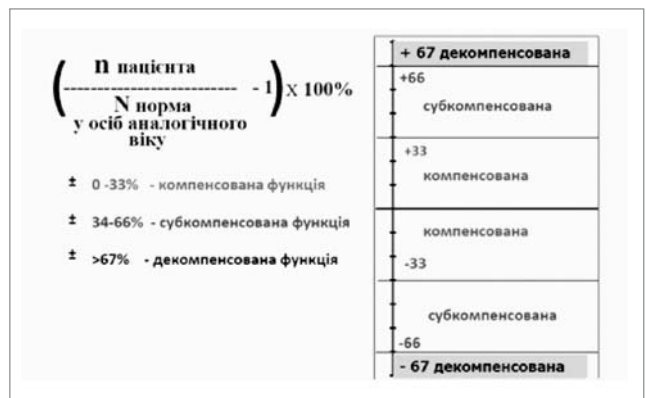 n пацієнта
-------------------------- - 1 х 100%
N норма
у осіб аналогічного
віку
± 0 -33% - компенсована функція
± 34-66% - субкомпенсована функція
± >67% - декомпенсована функція
+ 67 декомпенсована
+66
субкомпенсована
+33
компенсована
компенсована
-33
субкомпенсована
-66
- 67 декомпенсована